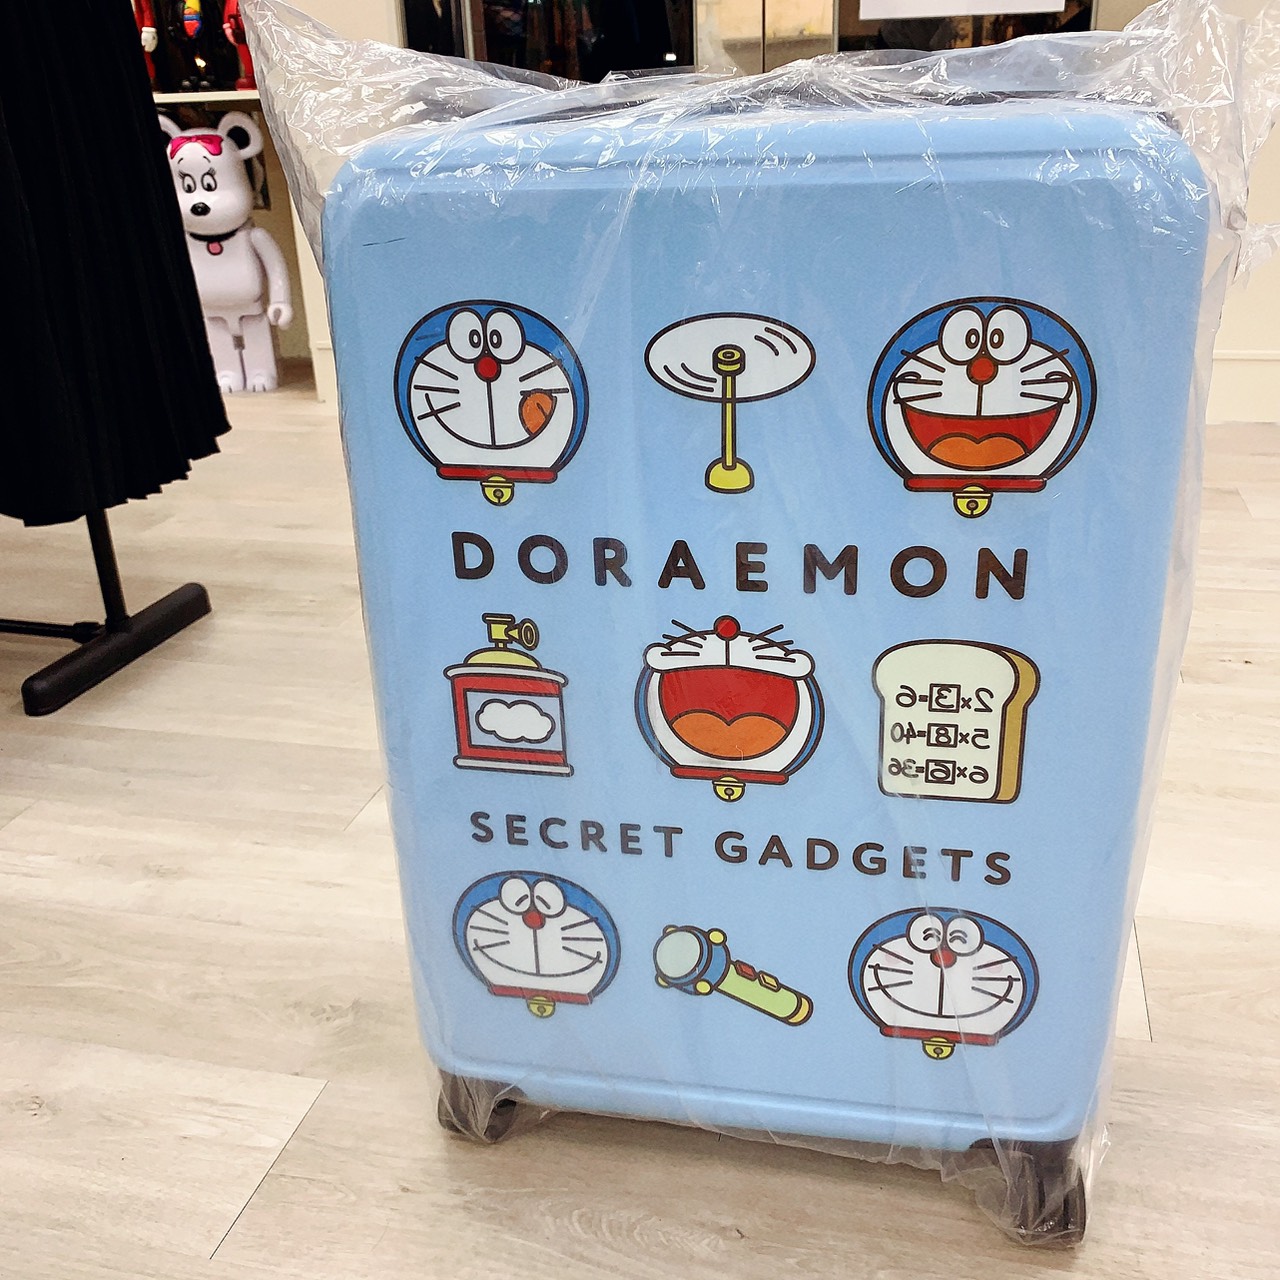 DORAEMON
2×3=6
5×8=40
6×6=36
SECRET GADGETS